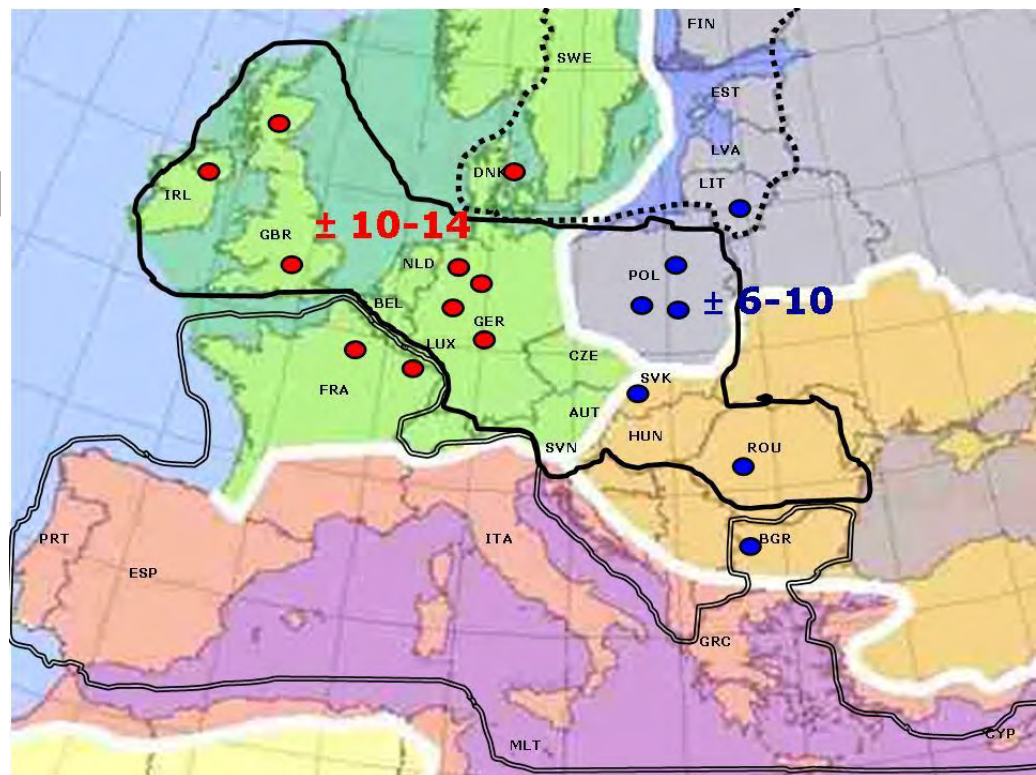 FIN
SWE
EST
LVA
DNK
LIT
IRL
GBR
± 10-14
NLD
POL
BEL
± 6-10
GER
LUX
CZE
FRA
SVK
AUT
HUN
SVN
ROU
PRT
ITA
BGR
ESP
GRC
MLT
CYP